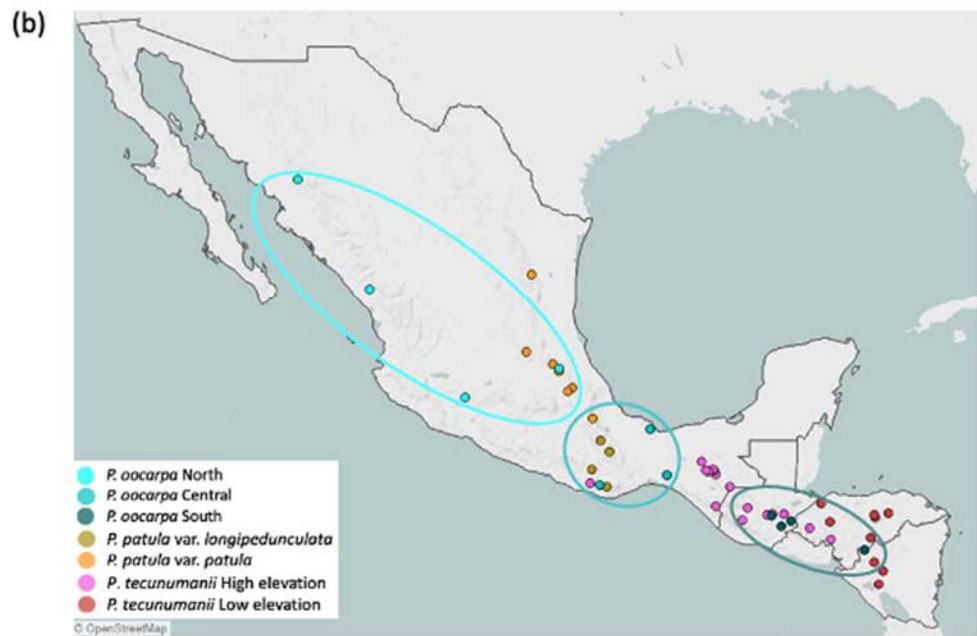 (b)
P. oocarpa North
P. oocarpa Central
P. oocarpa South
P. patula var. longipedunculata
P. patula var. patula
P. tecunumanii High elevation
P. tecunumanii Low elevation
© OpenStreetMap